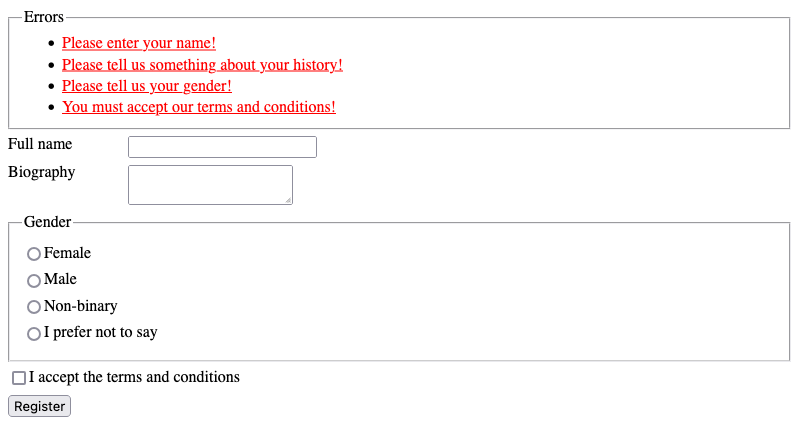 Errors
Please enter your name!
Please tell us something about your history!
Please tell us your gender!
You must accept our terms and conditions!
Full name
Biography
Gender
Female
Male
Non-binary
I prefer not to say
I accept the terms and conditions
Register